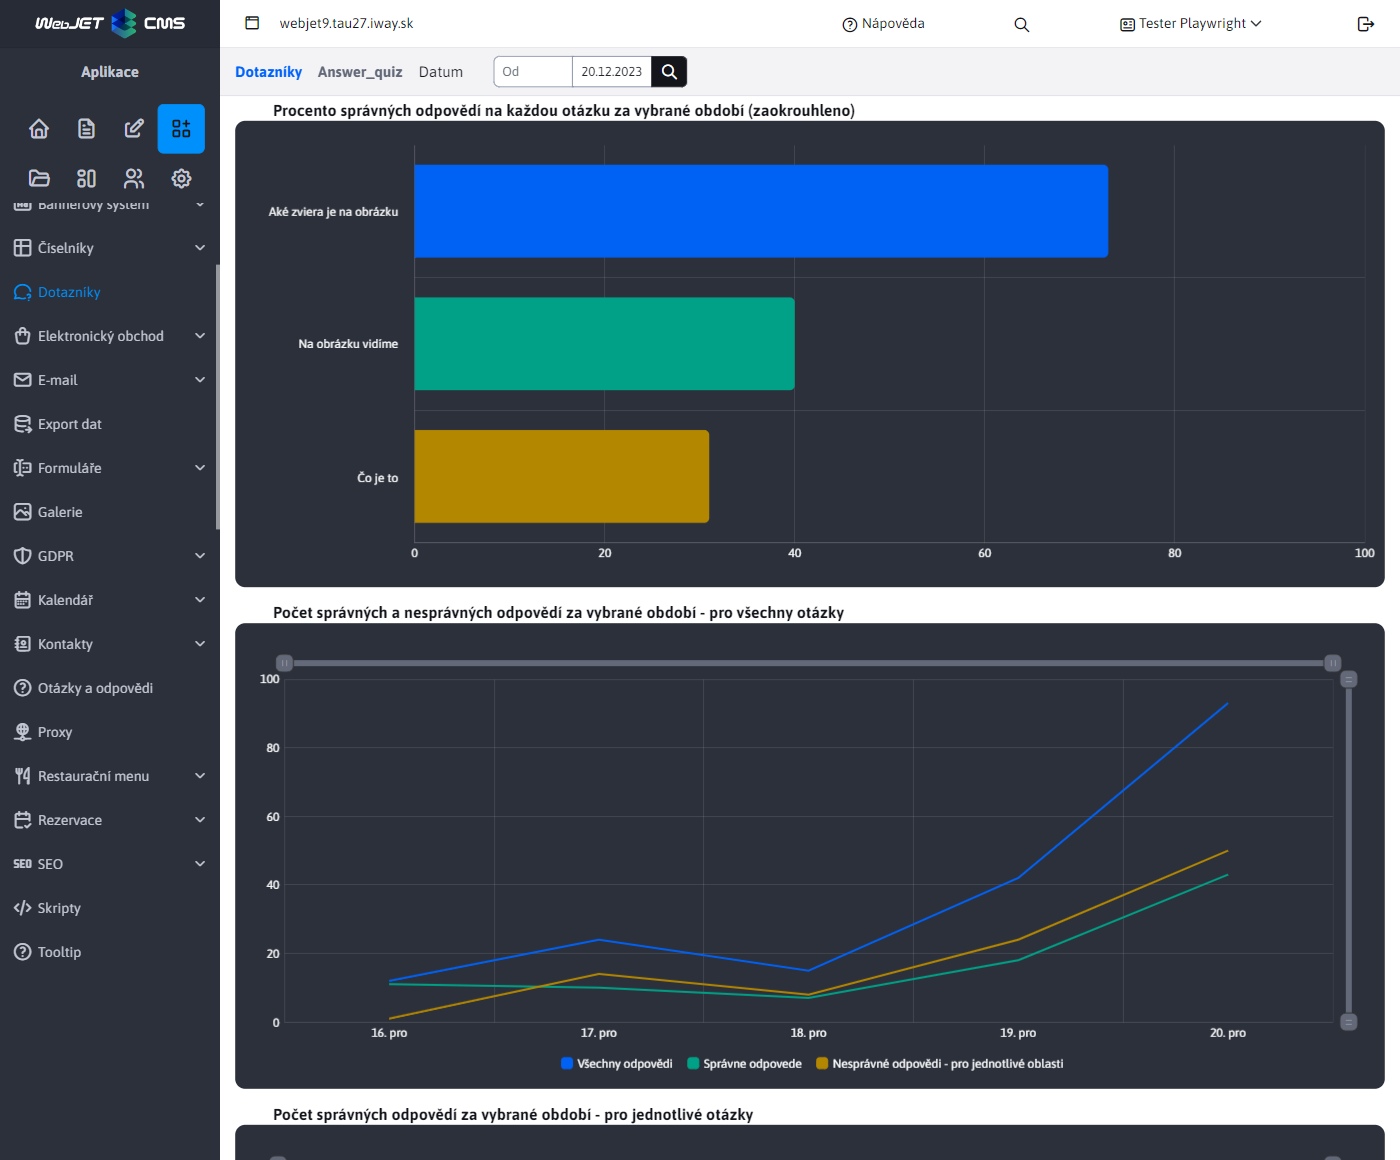 WebJET CMS
webjet9.tau27.iway.sk
Nápověda
Tester Playwright
Aplikace
Dotazníky
Answer_quiz
Datum
Od
20.12.2023
Bannerový systém
Číselníky
Dotazníky
Elektronický obchod
E-mail
Export dat
Formuláře
Galerie
GDPR
Kalendář
Kontakty
Otázky a odpovědi
Proxy
Restaurační menu
Rezervace
SEO SEO
Skripty
Tooltip
Procento správných odpovědí na každou otázku za vybrané období (zaokrouhleno)
Aké zviera je na obrázku
Na obrázku vidíme
Čo je to
0 20 40 60 80 100
Počet správných a nesprávných odpovědí za vybrané období - pro všechny otázky
100
80
60
40
20
0
16. pro 17. pro 18. pro 19. pro 20. pro
Všechny odpovědi Správne odpovede Nesprávné odpovědi - pro jednotlivé oblasti
Počet správných odpovědí za vybrané období - pro jednotlivé otázky